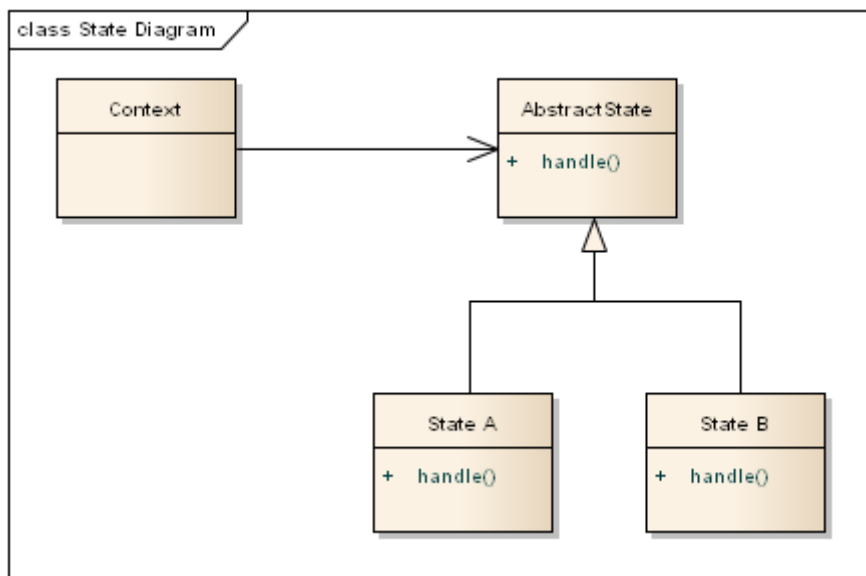 class State Diagram
Context
AbstractState
+ handle()
State A
+ handle()
State B
+ handle()